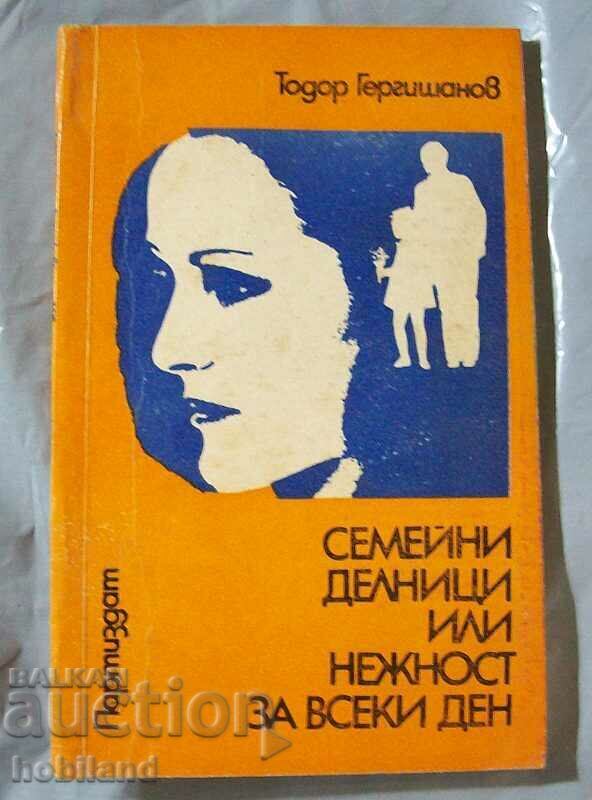 Тодор Гергишанов
СЕМЕЙНИ
ДЕЛНИЦИ
ИЛИ
НЕЖНОСТ
ЗА ВСЕКИ ДЕН
Партиздат
BALKAN
auction
hobiland